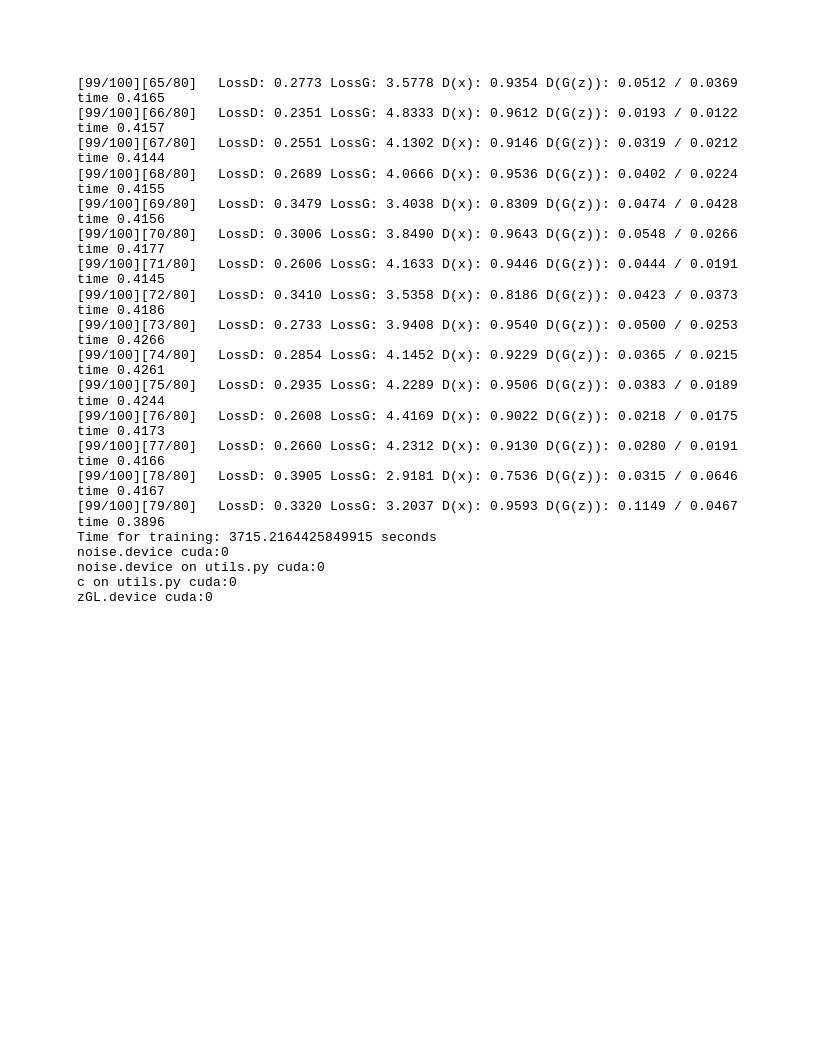 [99/100][65/80] LossD: 0.2773 LossG: 3.5778 D(x): 0.9354 D(G(z)): 0.0512 / 0.0369
time 0.4165
[99/100][66/80] LossD: 0.2351 LossG: 4.8333 D(x): 0.9612 D(G(z)): 0.0193 / 0.0122
time 0.4157
[99/100][67/80] LossD: 0.2551 LossG: 4.1302 D(x): 0.9146 D(G(z)): 0.0319 / 0.0212
time 0.4144
[99/100][68/80] LossD: 0.2689 LossG: 4.0666 D(x): 0.9536 D(G(z)): 0.0402 / 0.0224
time 0.4155
[99/100][69/80] LossD: 0.3479 LossG: 3.4038 D(x): 0.8309 D(G(z)): 0.0474 / 0.0428
time 0.4156
[99/100][70/80] LossD: 0.3006 LossG: 3.8490 D(x): 0.9643 D(G(z)): 0.0548 / 0.0266
time 0.4177
[99/100][71/80] LossD: 0.2606 LossG: 4.1633 D(x): 0.9446 D(G(z)): 0.0444 / 0.0191
time 0.4145
[99/100][72/80] LossD: 0.3410 LossG: 3.5358 D(x): 0.8186 D(G(z)): 0.0423 / 0.0373
time 0.4186
[99/100][73/80] LossD: 0.2733 LossG: 3.9408 D(x): 0.9540 D(G(z)): 0.0500 / 0.0253
time 0.4266
[99/100][74/80] LossD: 0.2854 LossG: 4.1452 D(x): 0.9229 D(G(z)): 0.0365 / 0.0215
time 0.4261
[99/100][75/80] LossD: 0.2935 LossG: 4.2289 D(x): 0.9506 D(G(z)): 0.0383 / 0.0189
time 0.4244
[99/100][76/80] LossD: 0.2608 LossG: 4.4169 D(x): 0.9022 D(G(z)): 0.0218 / 0.0175
time 0.4173
[99/100][77/80] LossD: 0.2660 LossG: 4.2312 D(x): 0.9130 D(G(z)): 0.0280 / 0.0191
time 0.4166
[99/100][78/80] LossD: 0.3905 LossG: 2.9181 D(x): 0.7536 D(G(z)): 0.0315 / 0.0646
time 0.4167
[99/100][79/80] LossD: 0.3320 LossG: 3.2037 D(x): 0.9593 D(G(z)): 0.1149 / 0.0467
time 0.3896
Time for training: 3715.2164425849915 seconds
noise.device cuda:0
noise.device on utils.py cuda:0
c on utils.py cuda:0
zGL.device cuda:0